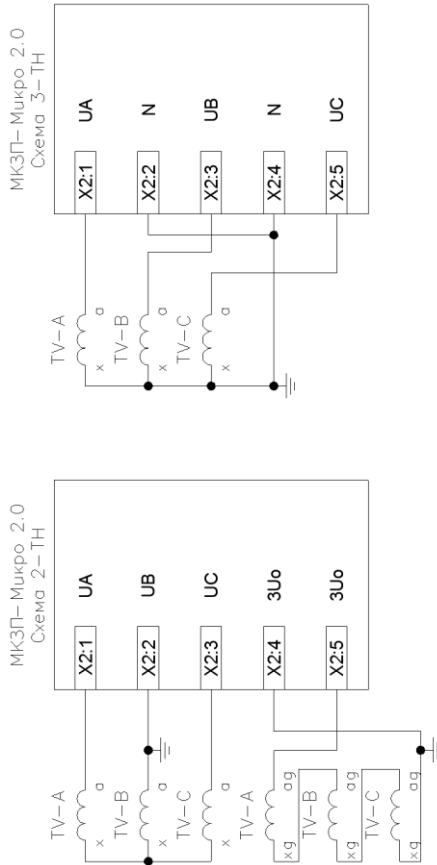 МКЗП-Микро 2.0
Схема 3-ТН
TV-A
x
a
X2:1
UA
X2:2
N
TV-B
x
a
X2:3
UB
X2:4
N
TV-C
x
a
X2:5
UC
МКЗП-Микро 2.0
Схема 2-ТН
TV-A
x
a
X2:1
UA
TV-B
x
a
X2:2
UB
TV-C
x
a
X2:3
UC
TV-A
xg
ag
X2:4
3Uo
TV-B
xg
ag
X2:5
3Uo
TV-C
xg
ag